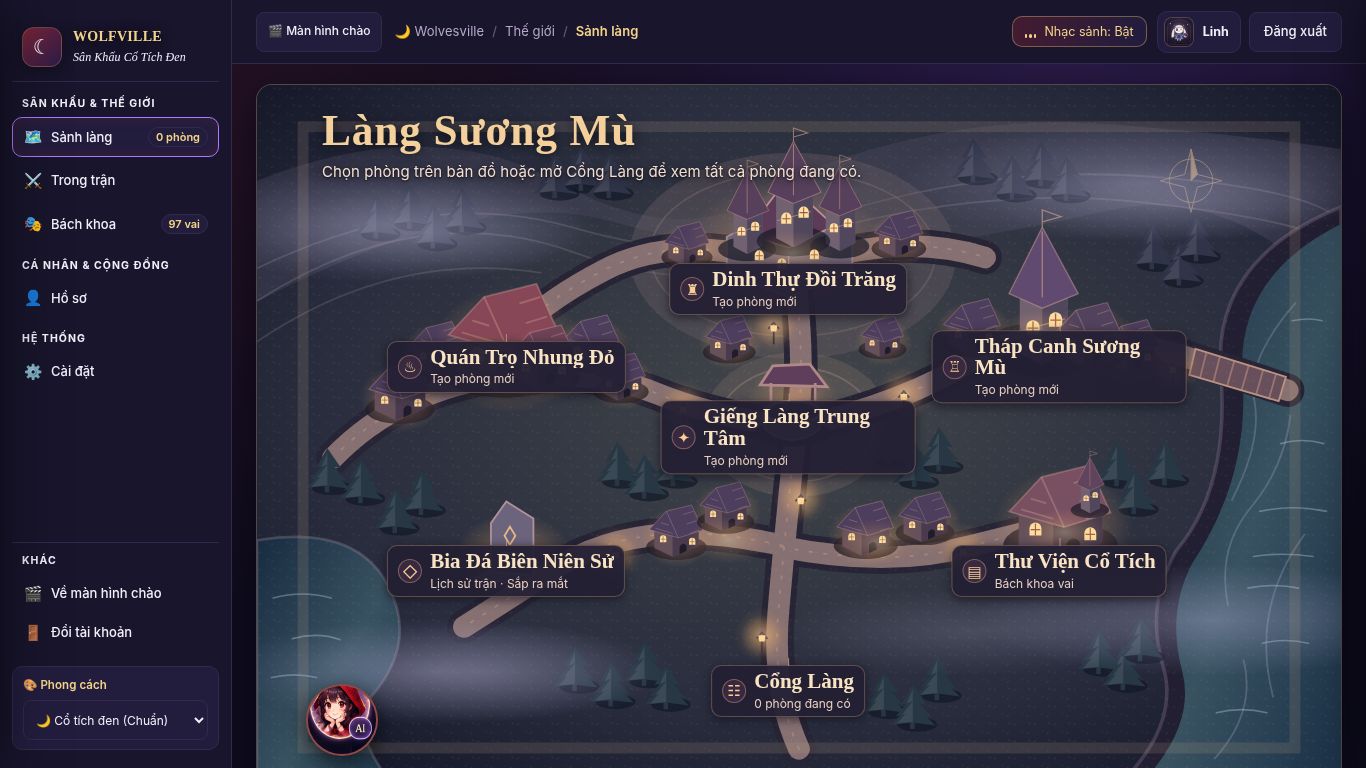 WOLFVILLE
Sân Khấu Cổ Tích Đen
SÂN KHẤU & THẾ GIỚI
Sảnh làng
0 phòng
Trong trận
Bách khoa
97 vai
CÁ NHÂN & CỘNG ĐỒNG
Hồ sơ
HỆ THỐNG
Cài đặt
KHÁC
Về màn hình chào
Đổi tài khoản
Phong cách
Cổ tích đen (Chuẩn)
Màn hình chào
Wolvesville / Thế giới / Sảnh làng
Nhạc sảnh: Bật
Linh
Đăng xuất
Làng Sương Mù
Chọn phòng trên bản đồ hoặc mở Cổng Làng để xem tất cả phòng đang có.
Dinh Thự Đồi Trăng
Tạo phòng mới
Quán Trọ Nhung Đỏ
Tạo phòng mới
Tháp Canh Sương
Mù
Tạo phòng mới
Giếng Làng Trung
Tâm
Tạo phòng mới
Bia Đá Biên Niên Sử
Lịch sử trận · Sắp ra mắt
Thư Viện Cổ Tích
Bách khoa vai
Cổng Làng
0 phòng đang có
AI